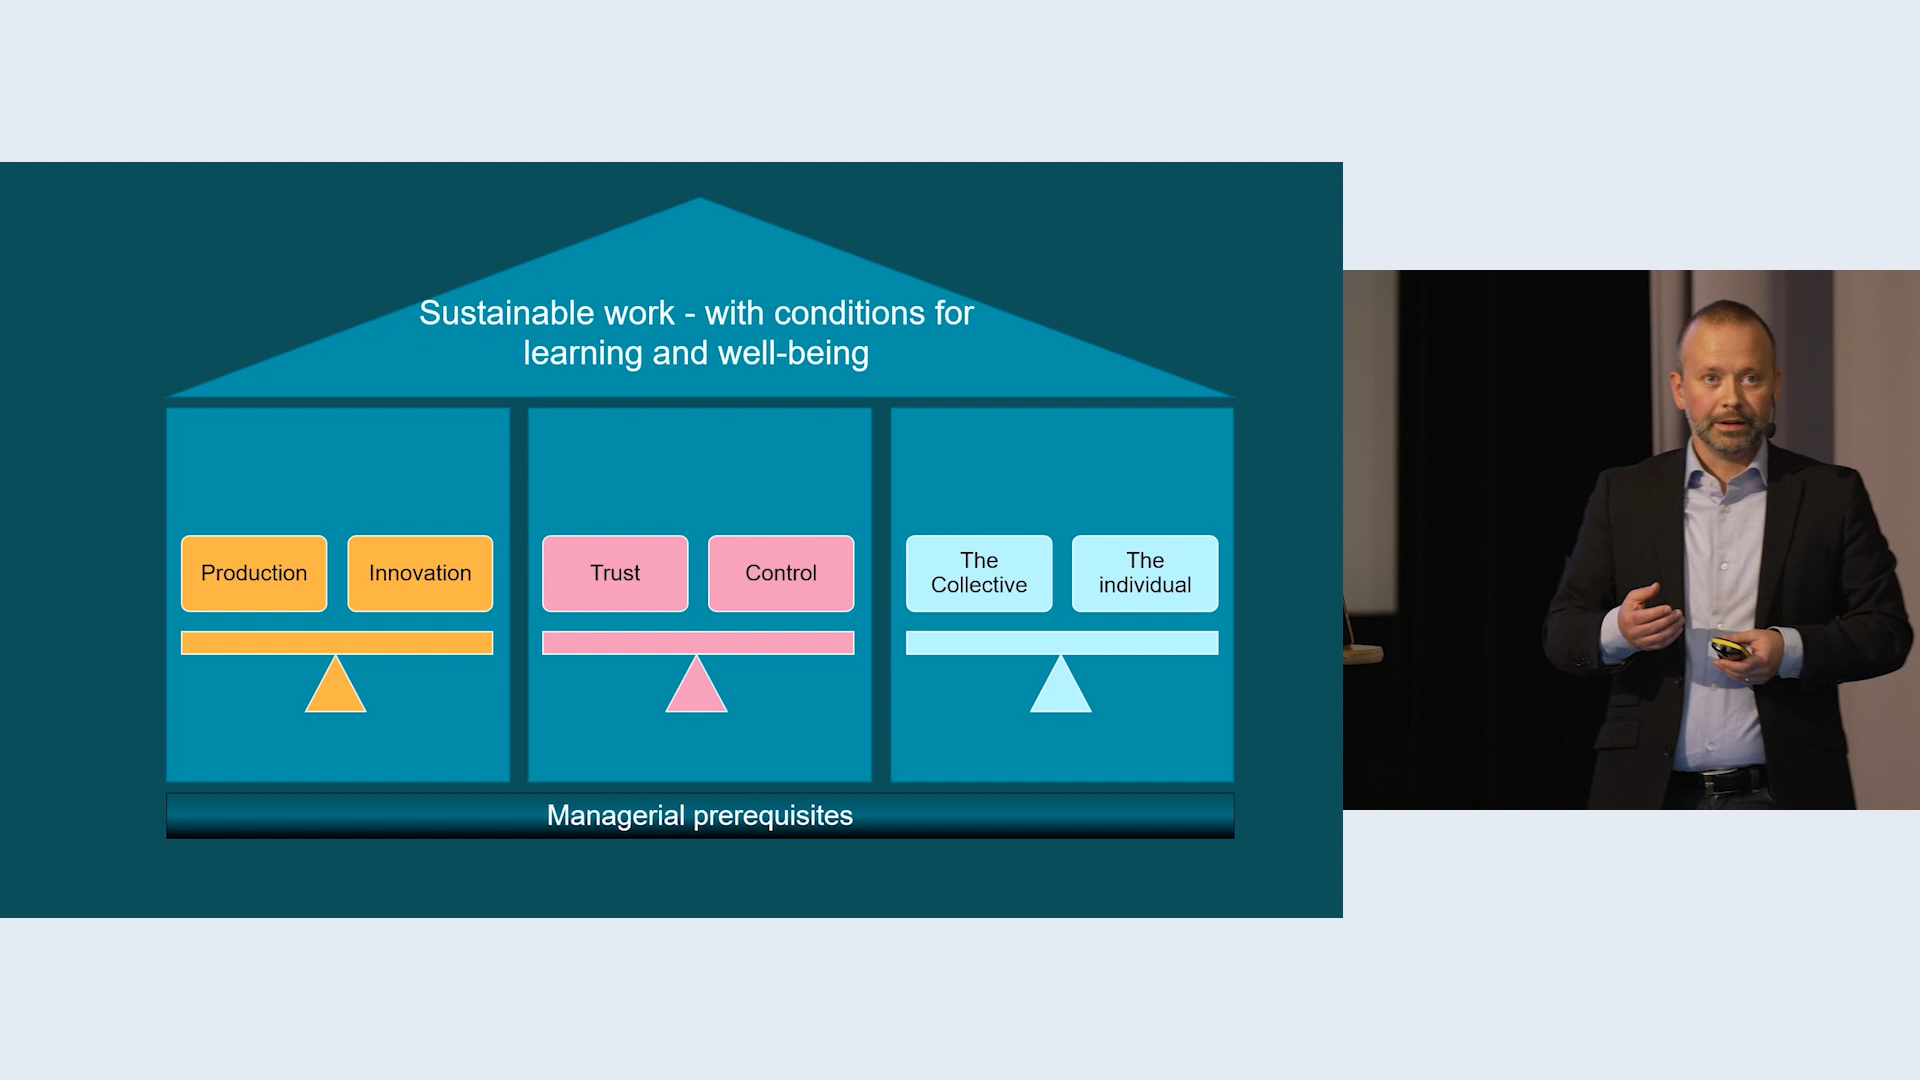 Sustainable work - with conditions for
learning and well-being
Production
Innovation
Trust
Control
The
Collective
The
individual
Managerial prerequisites